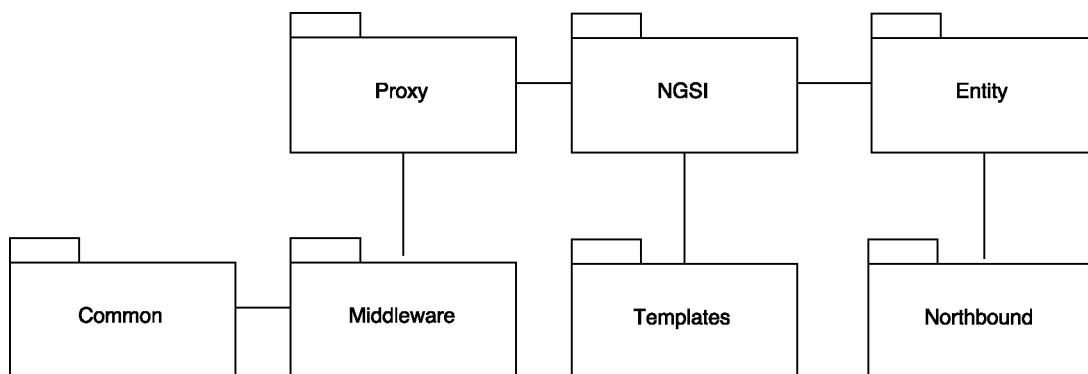 Proxy
NGSI
Entity
Common
Middleware
Templates
Northbound